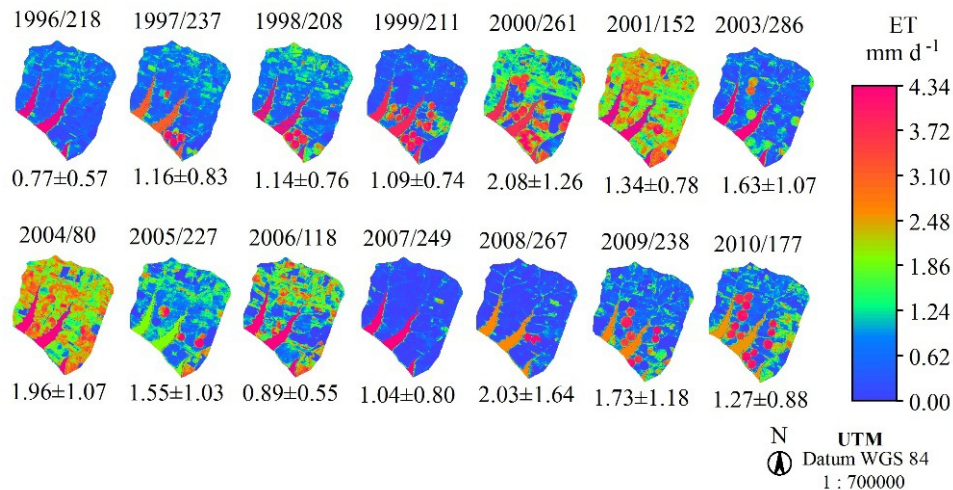 1996/218 1997/237 1998/208 1999/211 2000/261 2001/152 2003/286
ET
mm d⁻¹
0.77±0.57 1.16±0.83 1.14±0.76 1.09±0.74 2.08±1.26 1.34±0.78 1.63±1.07
2004/80 2005/227 2006/118 2007/249 2008/267 2009/238 2010/177
1.96±1.07 1.55±1.03 0.89±0.55 1.04±0.80 2.03±1.64 1.73±1.18 1.27±0.88
4.34
3.72
3.10
2.48
1.86
1.24
0.62
0.00
N
UTM
Datum WGS 84
1 : 700000